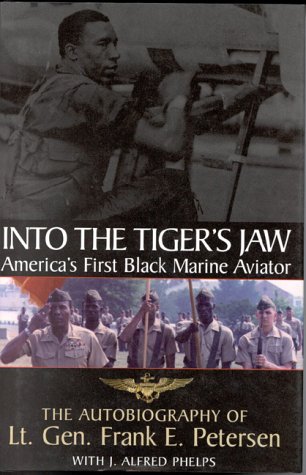 INTO THE TIGER'S JAW
America's First Black Marine Aviator
THE AUTOBIOGRAPHY OF
Lt. Gen. Frank E. Petersen
WITH J. ALFRED PHELPS